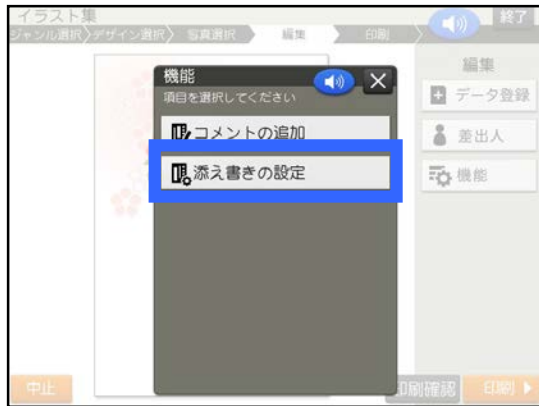 イラスト集
終了
ジャンル選択〉デザイン選択〉 写真選択 編集 印刷
編集
機能
項目を選択してください
データ登録
コメントの追加
差出人
添え書きの設定
機能
中止
印刷確認
印刷